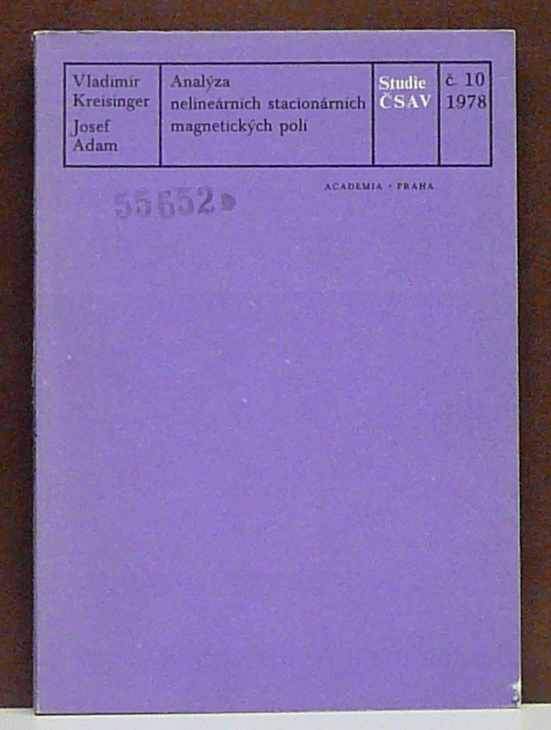 Vladimír
Kreisinger
Josef
Adam
Analýza
nelineárních stacionárních
magnetických polí
Studie
ČSAV
č. 10
1978
ACADEMIA · PRAHA
55652